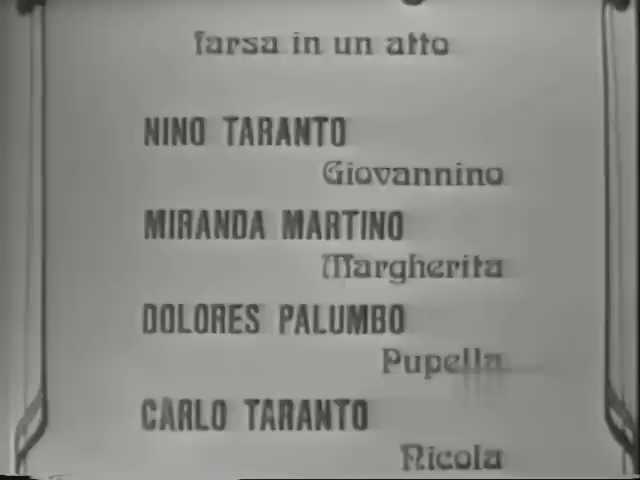 farsa in un atto
NINO TARANTO
Giovannino
MIRANDA MARTINO
Margherita
DOLORES PALUMBO
Pupella
CARLO TARANTO
Nicola